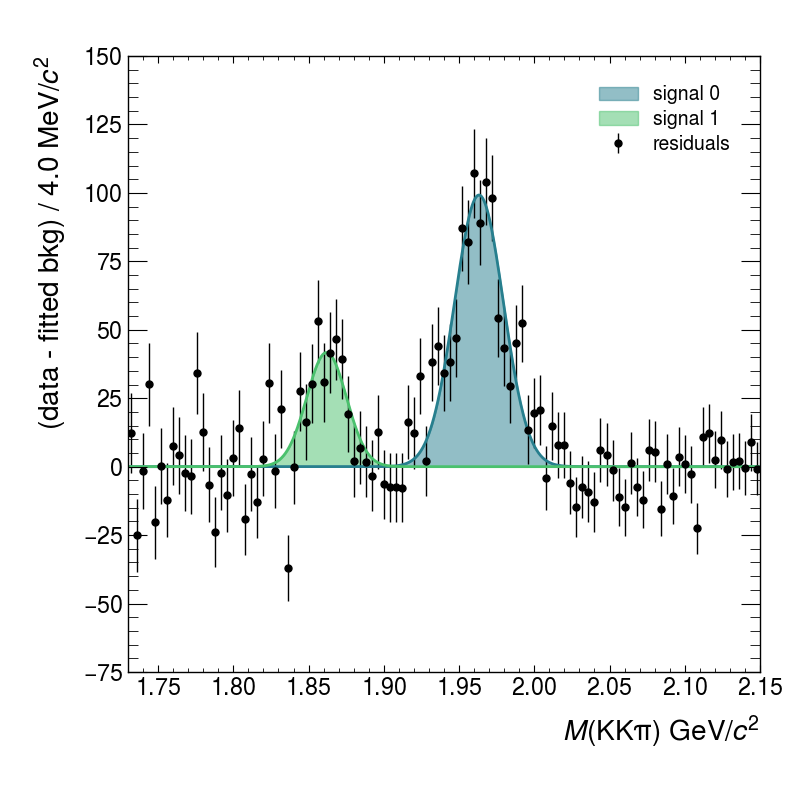 (data - fitted bkg) / 4.0 MeV/c²
150
125
100
75
50
25
0
−25
−50
−75
signal 0
signal 1
residuals
1.75 1.80 1.85 1.90 1.95 2.00 2.05 2.10 2.15
M(KKπ) GeV/c²